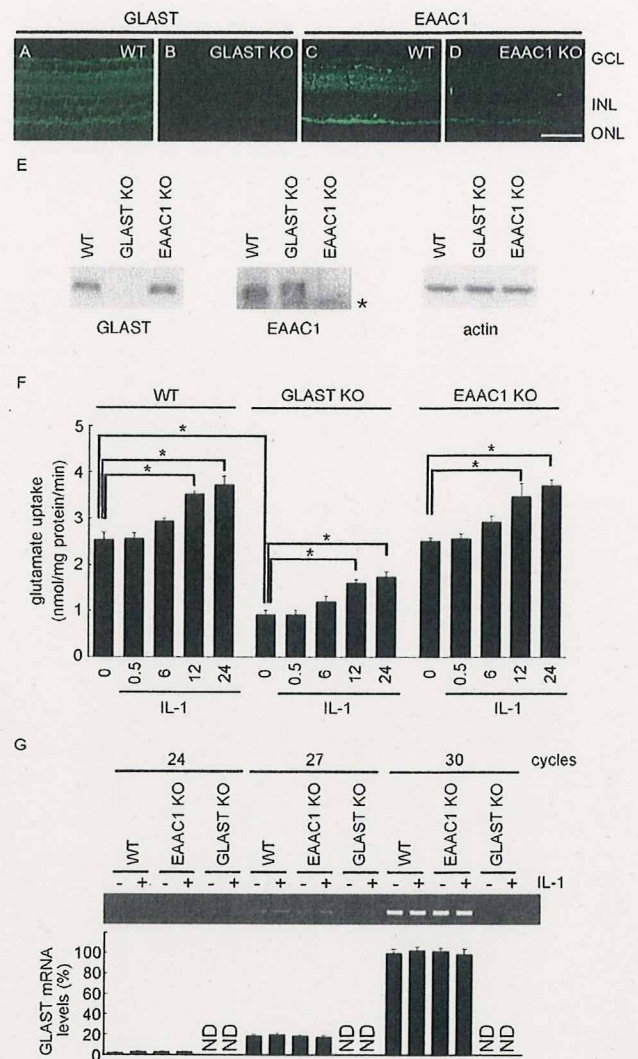 GLAST EAAC1
A WT B GLAST KO C WT D EAAC1 KO GCL
INL
ONL
E
WT GLAST KO EAAC1 KO WT GLAST KO EAAC1 KO WT GLAST KO EAAC1 KO
*
GLAST EAAC1 actin
F
WT GLAST KO EAAC1 KO
glutamate uptake
(nmol/mg protein/min)
5
4
3
2
1
0
* * * * * * *
0 0.5 6 12 24 0 0.5 6 12 24 0 0.5 6 12 24
IL-1 IL-1 IL-1
G
24 27 30 cycles
WT EAAC1 KO GLAST KO WT EAAC1 KO GLAST KO WT EAAC1 KO GLAST KO
- + - + - + - + - + - + - + - + - + IL-1
GLAST mRNA
levels (%)
100
80
60
40
20
0
ND ND ND ND ND ND